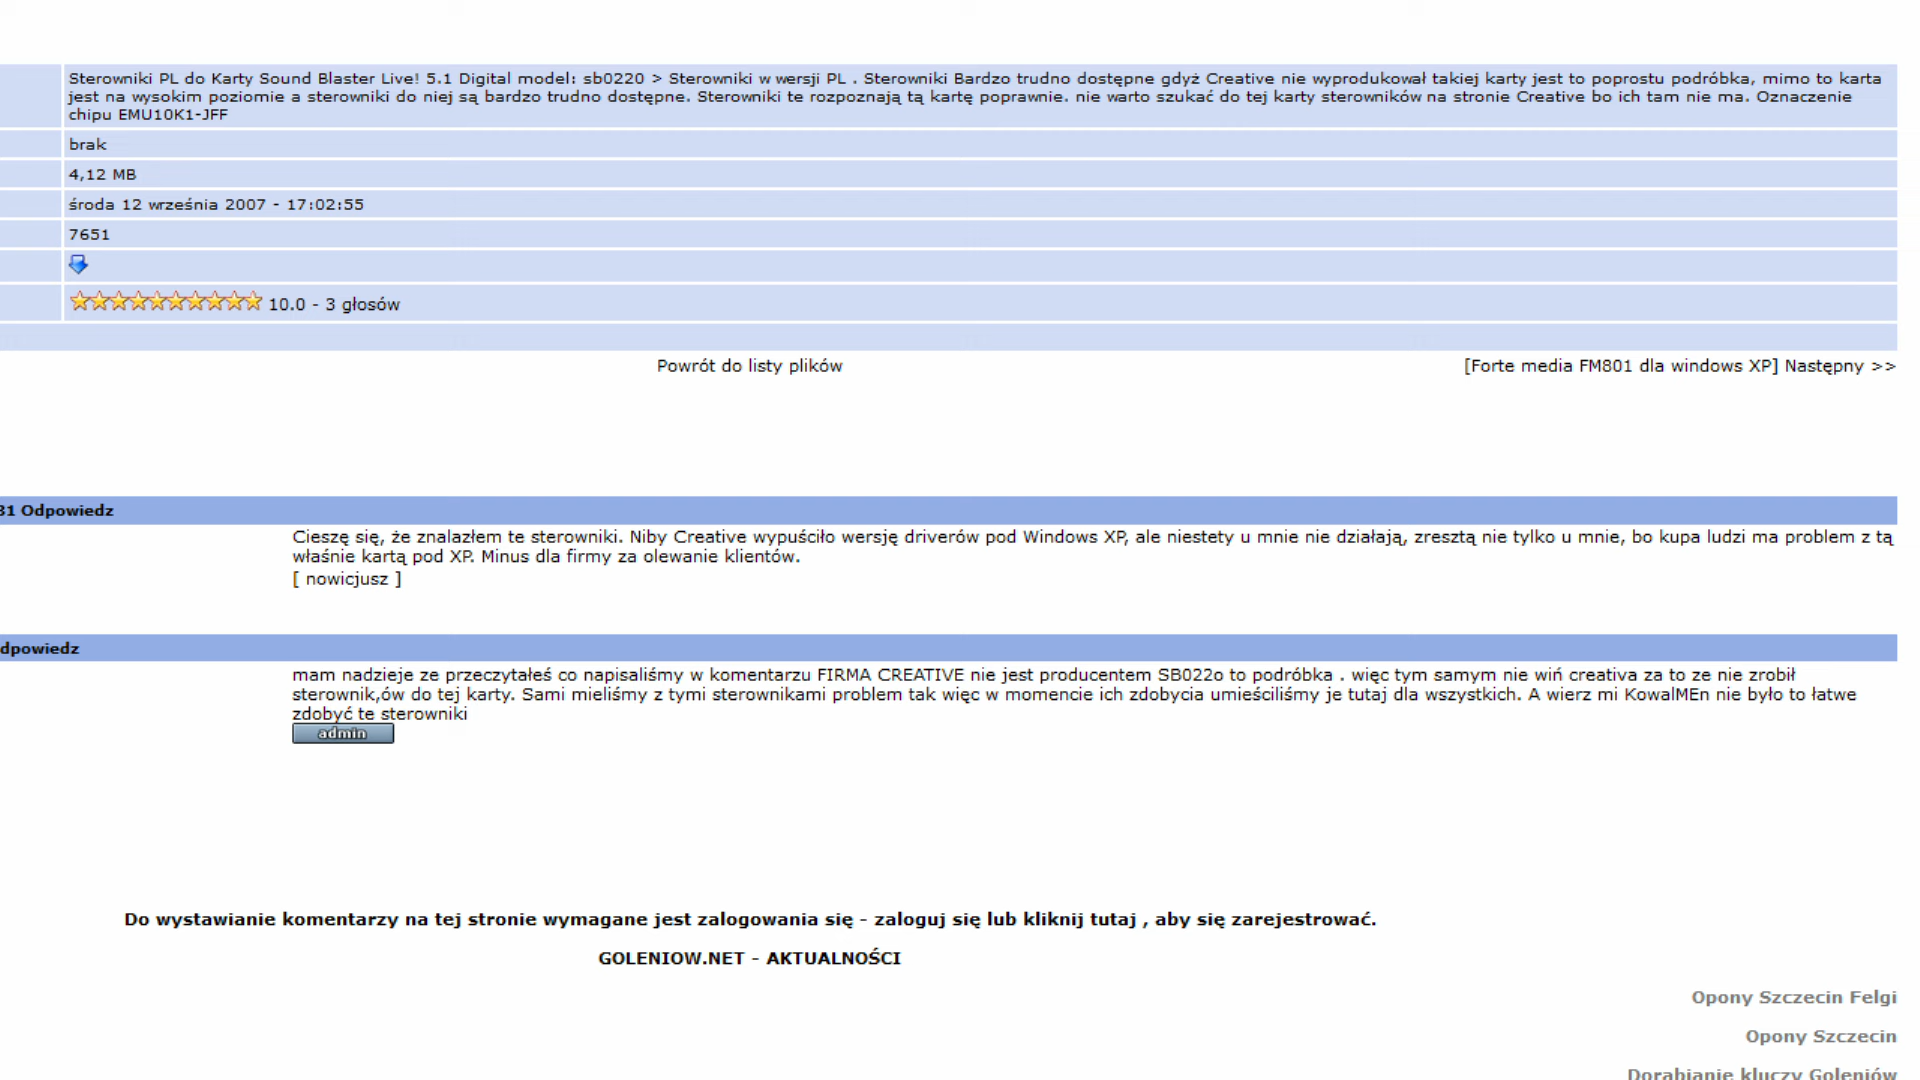 Sterowniki PL do Karty Sound Blaster Live! 5.1 Digital model: sb0220 > Sterowniki w wersji PL . Sterowniki Bardzo trudno dostępne gdyż Creative nie wyprodukował takiej karty jest to poprostu podróbka, mimo to karta
jest na wysokim poziomie a sterowniki do niej są bardzo trudno dostępne. Sterowniki te rozpoznają tą kartę poprawnie. nie warto szukać do tej karty sterowników na stronie Creative bo ich tam nie ma. Oznaczenie
chipu EMU10K1-JFF
brak
4,12 MB
środa 12 września 2007 - 17:02:55
7651
10.0 - 3 głosów
Powrót do listy plików
[Forte media FM801 dla windows XP] Następny >>
31 Odpowiedz
Cieszę się, że znalazłem te sterowniki. Niby Creative wypuściło wersję driverów pod Windows XP, ale niestety u mnie nie działają, zresztą nie tylko u mnie, bo kupa ludzi ma problem z tą
właśnie kartą pod XP. Minus dla firmy za olewanie klientów.
[ nowicjusz ]
dpowiedz
mam nadzieje ze przeczytałeś co napisaliśmy w komentarzu FIRMA CREATIVE nie jest producentem SB022o to podróbka . więc tym samym nie wiń creativa za to ze nie zrobił
sterownik,ów do tej karty. Sami mieliśmy z tymi sterownikami problem tak więc w momencie ich zdobycia umieściliśmy je tutaj dla wszystkich. A wierz mi KowalMEn nie było to łatwe
zdobyć te sterowniki
admin
Do wystawianie komentarzy na tej stronie wymagane jest zalogowania się - zaloguj się lub kliknij tutaj , aby się zarejestrować.
GOLENIOW.NET - AKTUALNOŚCI
Opony Szczecin Felgi
Opony Szczecin
Dorabianie kluczy Goleniów